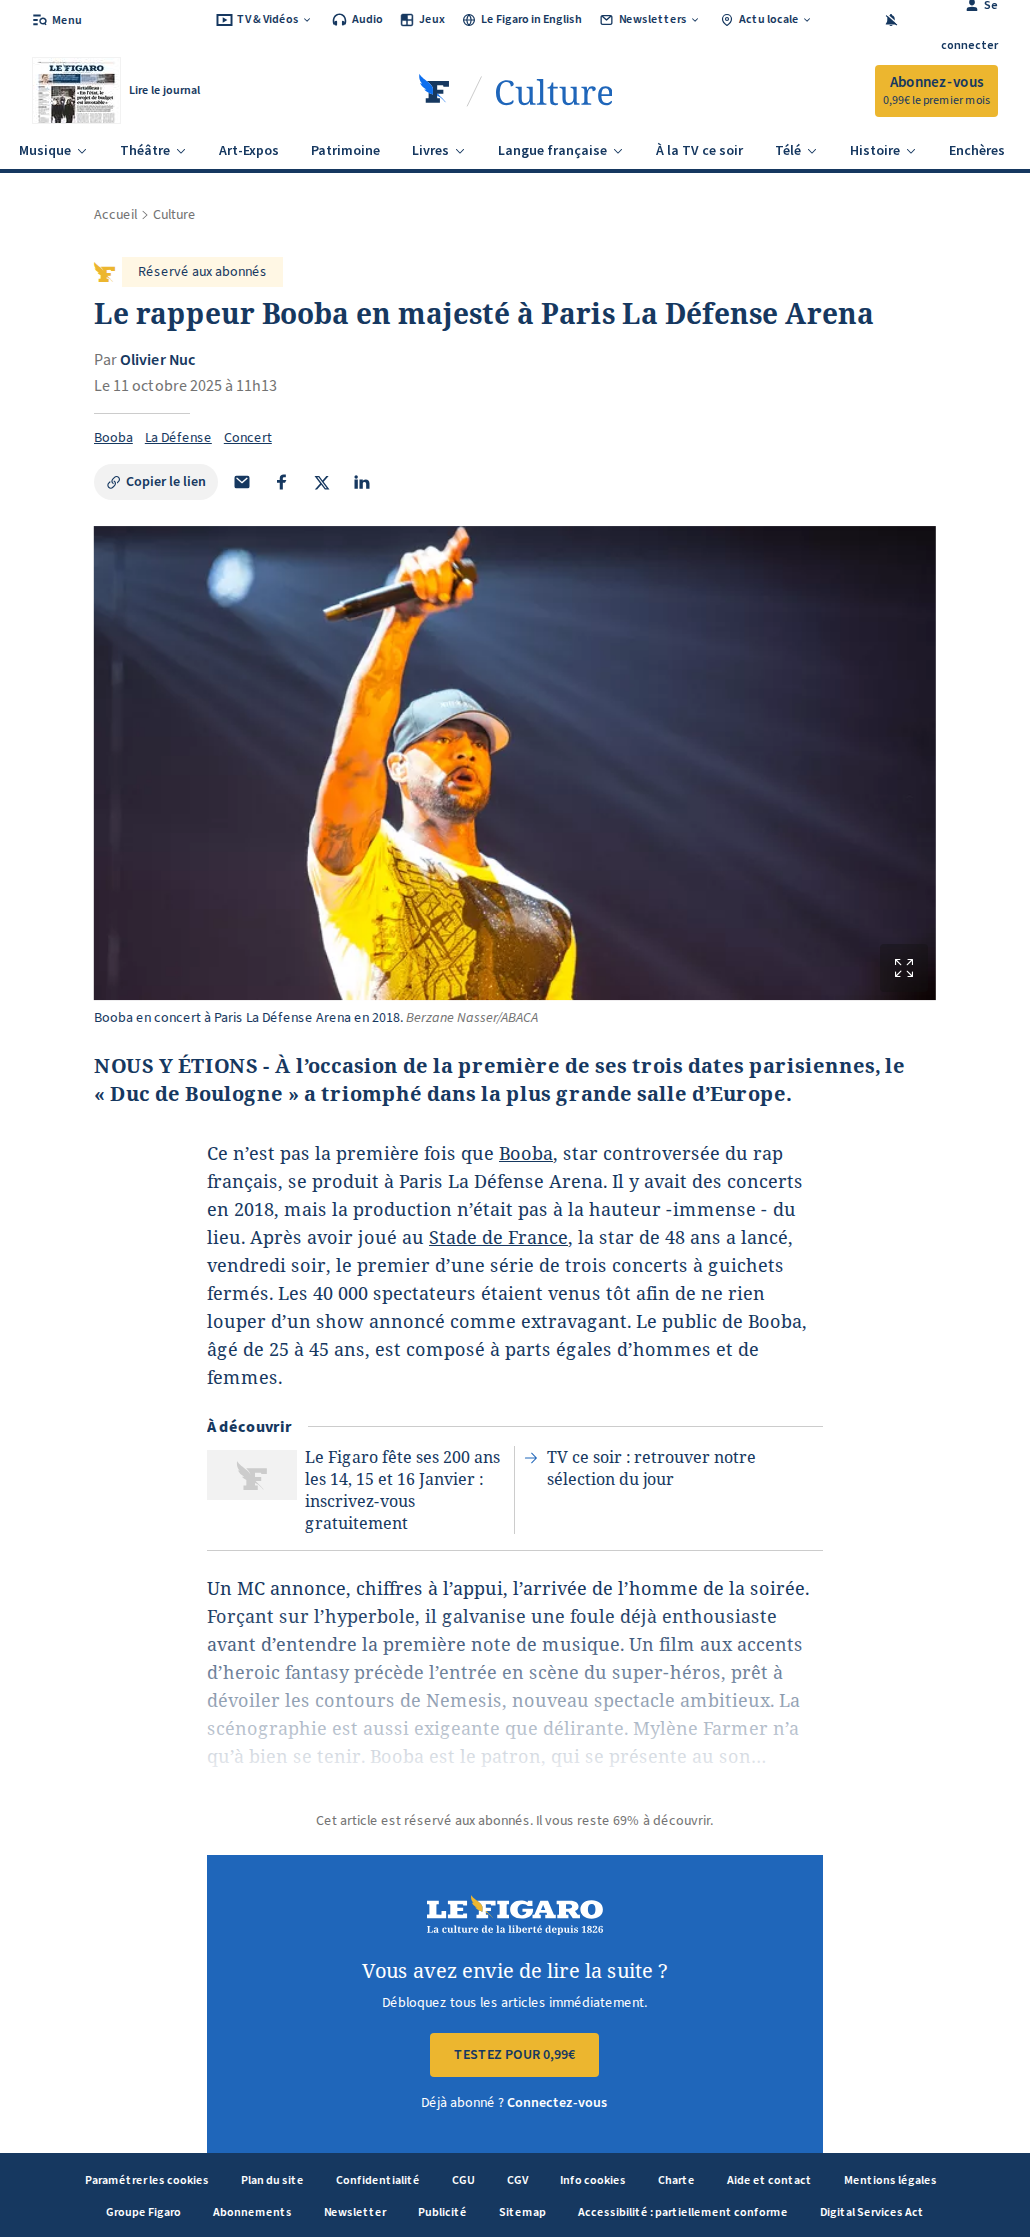 Menu
TV & Vidéos
Audio
Jeux
Le Figaro in English
Newsletters
Actu locale
Se
connecter
LE FIGARO
Retailleau :
« En l'état, le
projet de budget
est invotable »
Lire le journal
F / Culture
Abonnez-vous
0,99€ le premier mois
Musique
Théâtre
Art-Expos
Patrimoine
Livres
Langue française
À la TV ce soir
Télé
Histoire
Enchères
Accueil > Culture
Réservé aux abonnés
Le rappeur Booba en majesté à Paris La Défense Arena
Par Olivier Nuc
Le 11 octobre 2025 à 11h13
Booba La Défense Concert
Copier le lien
Booba en concert à Paris La Défense Arena en 2018. Berzane Nasser/ABACA
NOUS Y ÉTIONS - À l’occasion de la première de ses trois dates parisiennes, le
« Duc de Boulogne » a triomphé dans la plus grande salle d’Europe.
Ce n’est pas la première fois que Booba, star controversée du rap
français, se produit à Paris La Défense Arena. Il y avait des concerts
en 2018, mais la production n’était pas à la hauteur -immense - du
lieu. Après avoir joué au Stade de France, la star de 48 ans a lancé,
vendredi soir, le premier d’une série de trois concerts à guichets
fermés. Les 40 000 spectateurs étaient venus tôt afin de ne rien
louper d’un show annoncé comme extravagant. Le public de Booba,
âgé de 25 à 45 ans, est composé à parts égales d’hommes et de
femmes.
À découvrir
Le Figaro fête ses 200 ans
les 14, 15 et 16 Janvier :
inscrivez-vous
gratuitement
TV ce soir : retrouver notre
sélection du jour
Un MC annonce, chiffres à l’appui, l’arrivée de l’homme de la soirée.
Forçant sur l’hyperbole, il galvanise une foule déjà enthousiaste
avant d’entendre la première note de musique. Un film aux accents
d’heroic fantasy précède l’entrée en scène du super-héros, prêt à
dévoiler les contours de Nemesis, nouveau spectacle ambitieux. La
scénographie est aussi exigeante que délirante. Mylène Farmer n’a
qu’à bien se tenir. Booba est le patron, qui se présente au son...
Cet article est réservé aux abonnés. Il vous reste 69% à découvrir.
LE FIGARO
La culture de la liberté depuis 1826
Vous avez envie de lire la suite ?
Débloquez tous les articles immédiatement.
TESTEZ POUR 0,99€
Déjà abonné ? Connectez-vous
Paramétrer les cookies
Plan du site
Confidentialité
CGU
CGV
Info cookies
Charte
Aide et contact
Mentions légales
Groupe Figaro
Abonnements
Newsletter
Publicité
Sitemap
Accessibilité : partiellement conforme
Digital Services Act